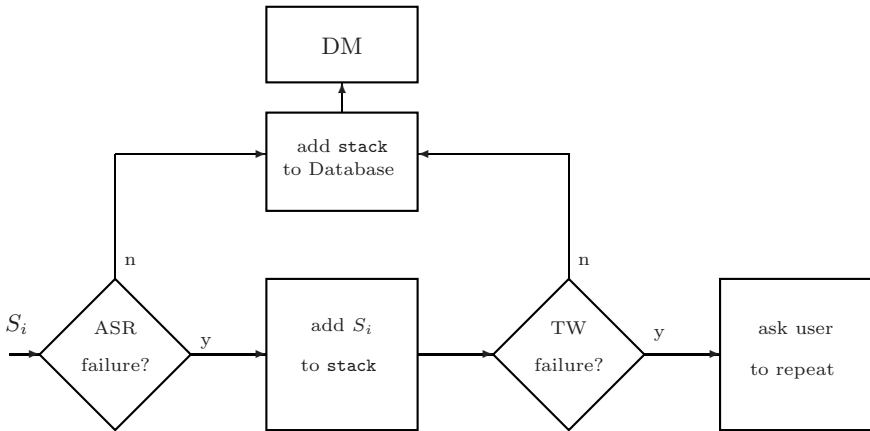 DM
add stack
to Database
n
n
S_i
ASR
failure?
y
add S_i
to stack
TW
failure?
y
ask user
to repeat